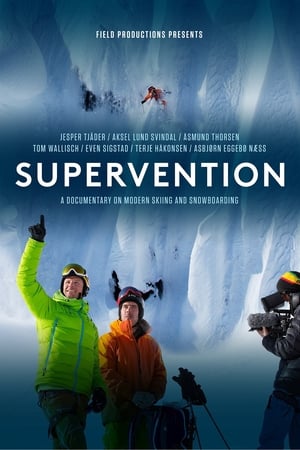 FIELD PRODUCTIONS PRESENTS
JESPER TJÄDER / AKSEL LUND SVINDAL / ASMUND THORSEN
TOM WALLISCH / EVEN SIGSTAD / TERJE HÅKONSEN / ASBJØRN EGGEBØ NÆSS
SUPERVENTION
A DOCUMENTARY ON MODERN SKIING AND SNOWBOARDING